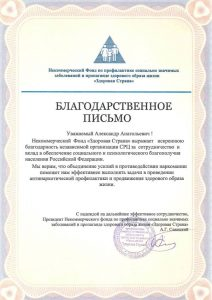 Некоммерческий Фонд по профилактике социально значимых
заболеваний и пропаганде здорового образа жизни
«Здоровая Страна»
БЛАГОДАРСТВЕННОЕ
ПИСЬМО
Уважаемый Александр Анатольевич !
Некоммерческий Фонд «Здоровая Страна» выражает искреннюю
благодарность независимой организации СРЦ за сотрудничество и
вклад в обеспечение социального и психологического благополучия
населения Российской Федерации.
Мы верим, что объединение усилий в противодействии наркомании
поможет нам эффективнее выполнять задачи в проведении
антинаркотической профилактики и продвижении здорового образа
жизни.
С надеждой на дальнейшее эффективное сотрудничество,
Президент Некоммерческого Фонда по профилактике социально значимых
заболеваний и пропаганде здорового образа жизни «Здоровая Страна»
А.Г.